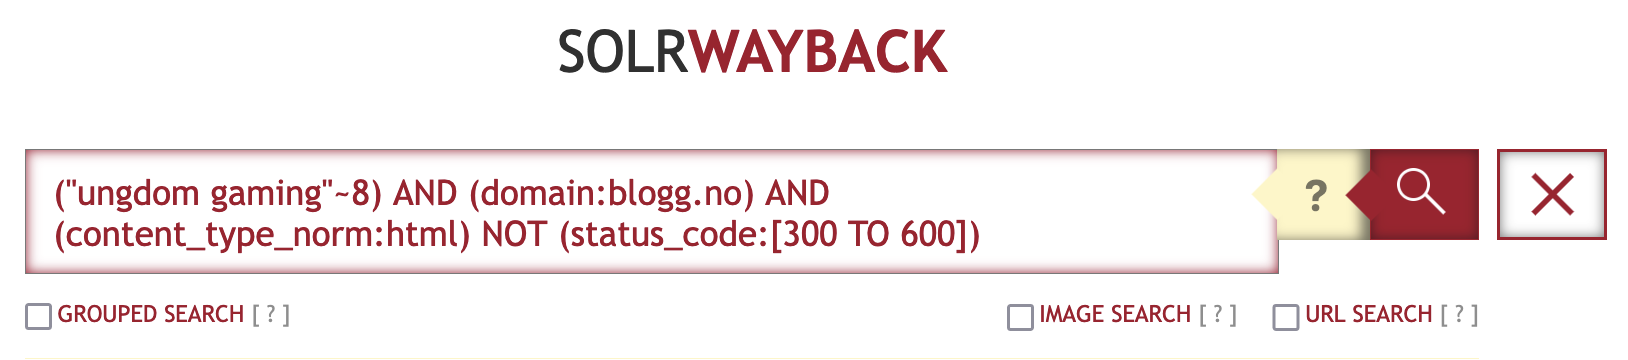 SOLRWAYBACK
("ungdom gaming"~8) AND (domain:blogg.no) AND
(content_type_norm:html) NOT (status_code:[300 TO 600])
?
GROUPED SEARCH [ ? ] IMAGE SEARCH [ ? ] URL SEARCH [ ? ]